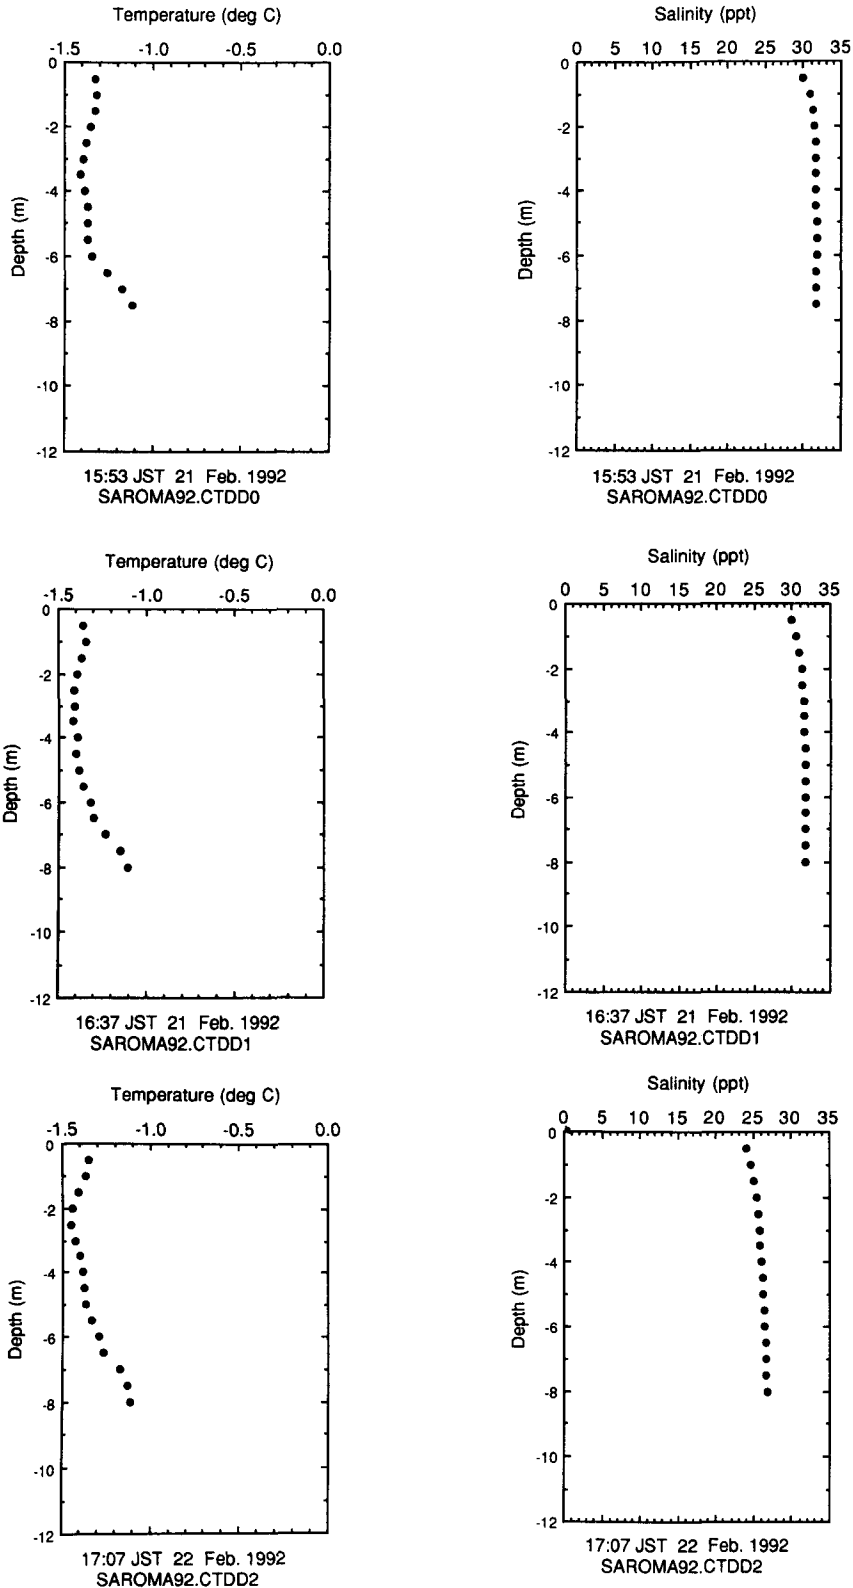 Temperature (deg C)
-1.5 -1.0 -0.5 0.0
0
-2
-4
-6
-8
-10
-12
Depth (m)
15:53 JST 21 Feb. 1992
SAROMA92.CTDD0
Salinity (ppt)
0 5 10 15 20 25 30 35
0
-2
-4
-6
-8
-10
-12
Depth (m)
15:53 JST 21 Feb. 1992
SAROMA92.CTDD0
Temperature (deg C)
-1.5 -1.0 -0.5 0.0
0
-2
-4
-6
-8
-10
-12
Depth (m)
16:37 JST 21 Feb. 1992
SAROMA92.CTDD1
Salinity (ppt)
0 5 10 15 20 25 30 35
0
-2
-4
-6
-8
-10
-12
Depth (m)
16:37 JST 21 Feb. 1992
SAROMA92.CTDD1
Temperature (deg C)
-1.5 -1.0 -0.5 0.0
0
-2
-4
-6
-8
-10
-12
Depth (m)
17:07 JST 22 Feb. 1992
SAROMA92.CTDD2
Salinity (ppt)
0 5 10 15 20 25 30 35
0
-2
-4
-6
-8
-10
-12
Depth (m)
17:07 JST 22 Feb. 1992
SAROMA92.CTDD2